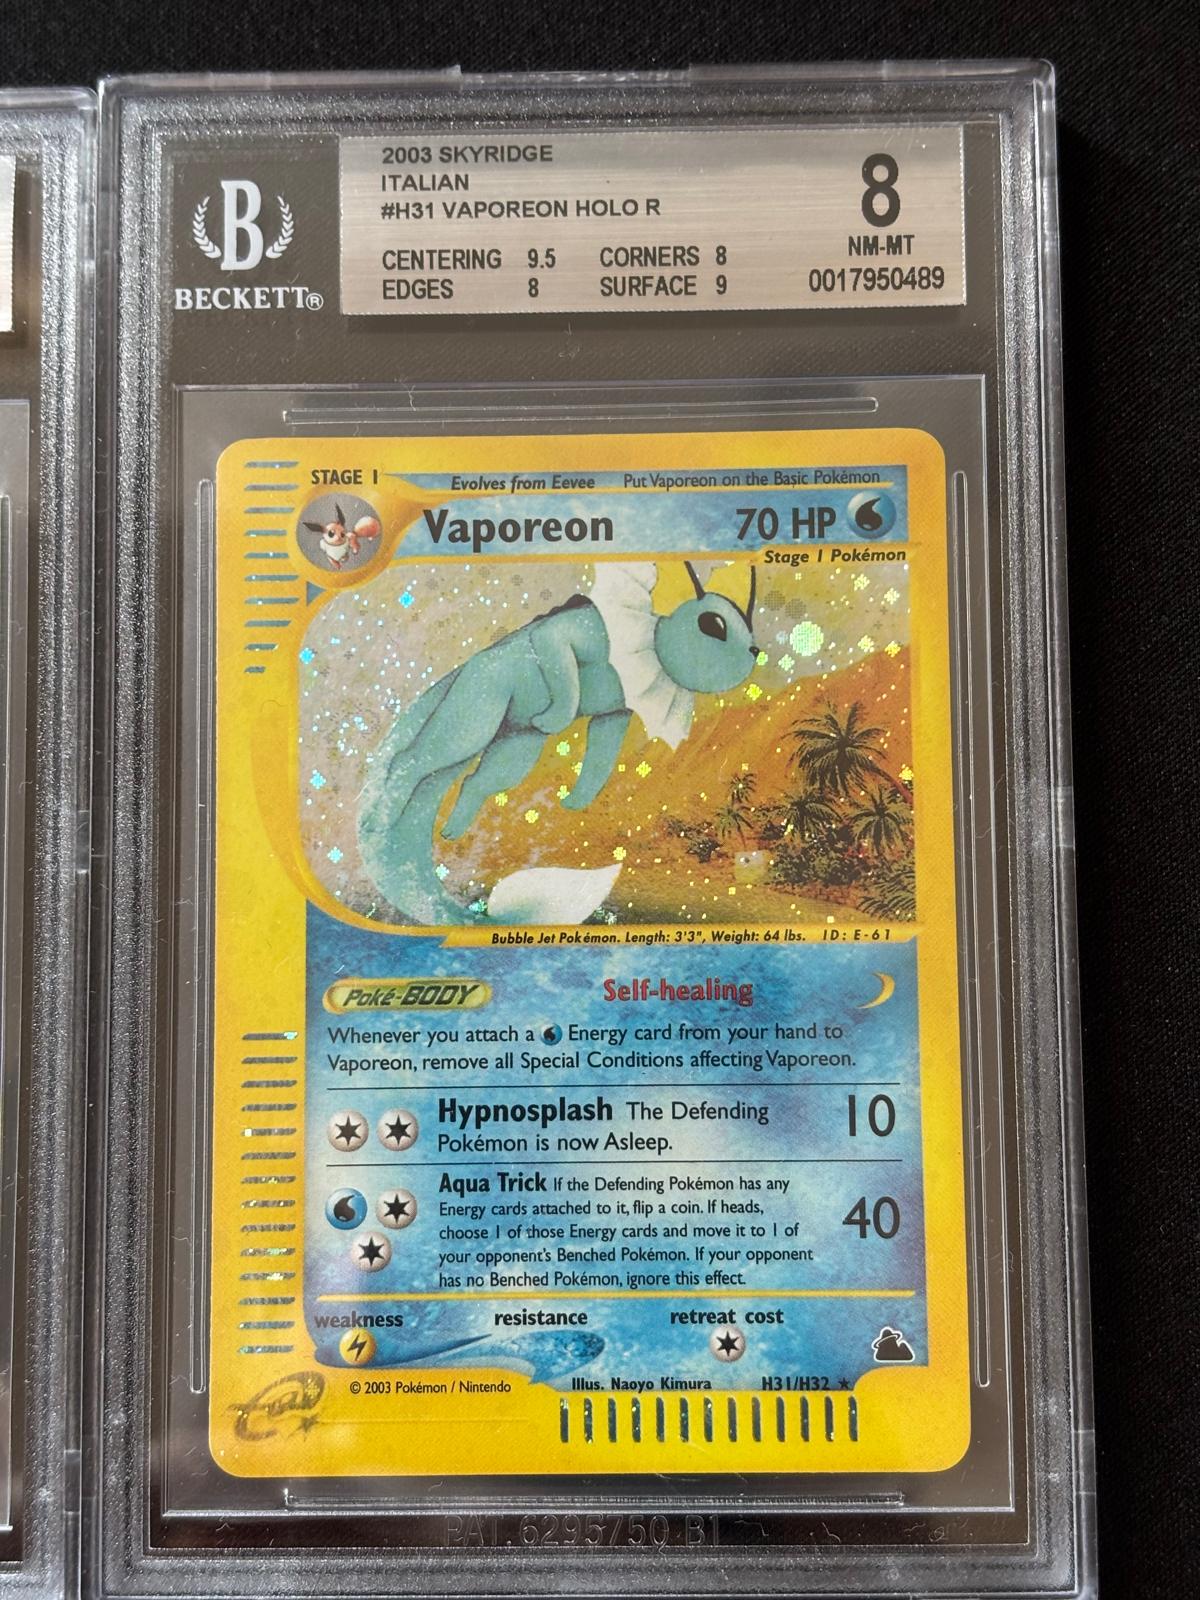 2003 SKYRIDGE
ITALIAN
#H31 VAPOREON HOLO R
8
NM-MT
CENTERING 9.5 CORNERS 8
EDGES 8 SURFACE 9
0017950489
B
BECKETT®
STAGE 1
Evolves from Eevee Put Vaporeon on the Basic Pokémon
Vaporeon 70 HP
Stage 1 Pokémon
Bubble Jet Pokémon. Length: 3'3", Weight: 64 lbs. ID: E-61
Poké-BODY Self-healing
Whenever you attach a Energy card from your hand to
Vaporeon, remove all Special Conditions affecting Vaporeon.
Hypnosplash The Defending
Pokémon is now Asleep.
10
Aqua Trick If the Defending Pokémon has any
Energy cards attached to it, flip a coin. If heads,
choose 1 of those Energy cards and move it to 1 of
your opponent's Benched Pokémon. If your opponent
has no Benched Pokémon, ignore this effect.
40
weakness resistance retreat cost
© 2003 Pokémon / Nintendo Illus. Naoyo Kimura H31/H32 ★
e
PAT. 6295750 B1